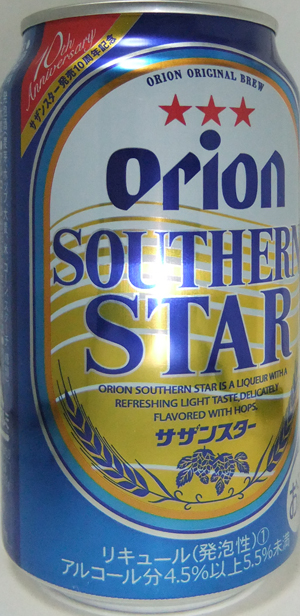 10th
Anniversary
サザンスター発売10周年記念
ORION ORIGINAL BREW
Orion
SOUTHERN
STAR
ORION SOUTHERN STAR IS A LIQUEUR WITH A
REFRESHING LIGHT TASTE, DELICATELY
FLAVORED WITH HOPS.
サザンスター
リキュール(発泡性)①
アルコール分4.5%以上5.5%未満